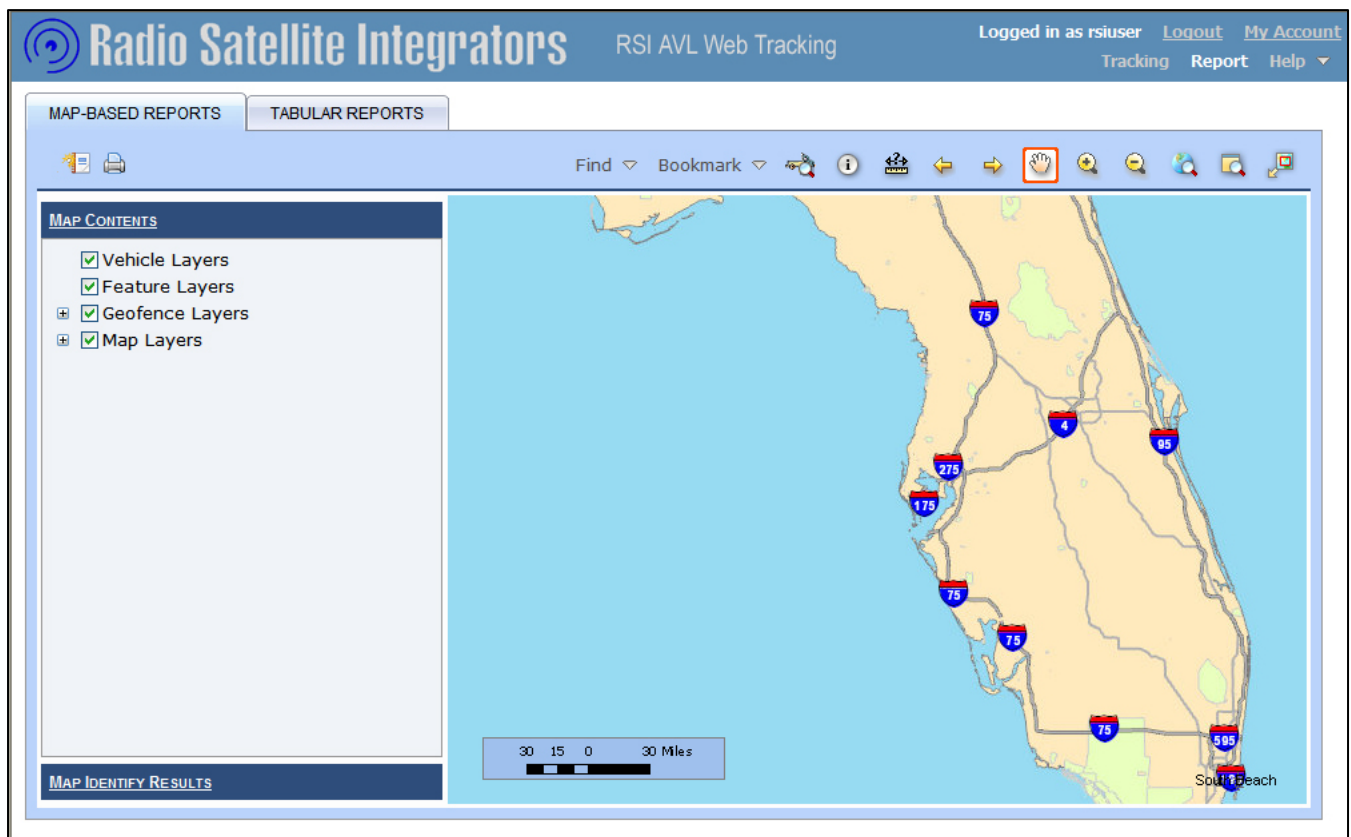 Radio Satellite Integrators RSI AVL Web Tracking Logged in as rsiuser Logout My Account
Tracking Report Help
MAP-BASED REPORTS TABULAR REPORTS
Find Bookmark
MAP CONTENTS
Vehicle Layers
Feature Layers
Geofence Layers
Map Layers
75
4
95
275
175
75
75
75
595
30 15 0 30 Miles
South Beach
MAP IDENTIFY RESULTS